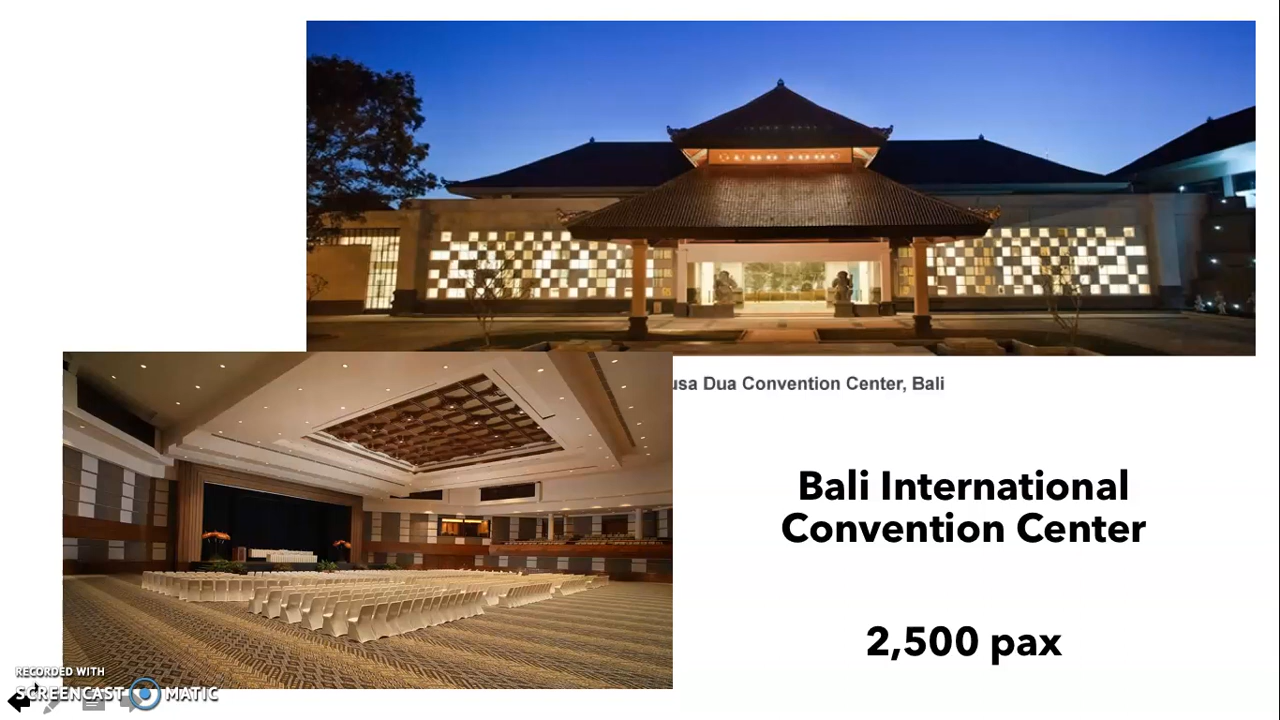 usa Dua Convention Center, Bali
Bali International
Convention Center
2,500 pax
RECORDED WITH
SCREENCAST MATIC